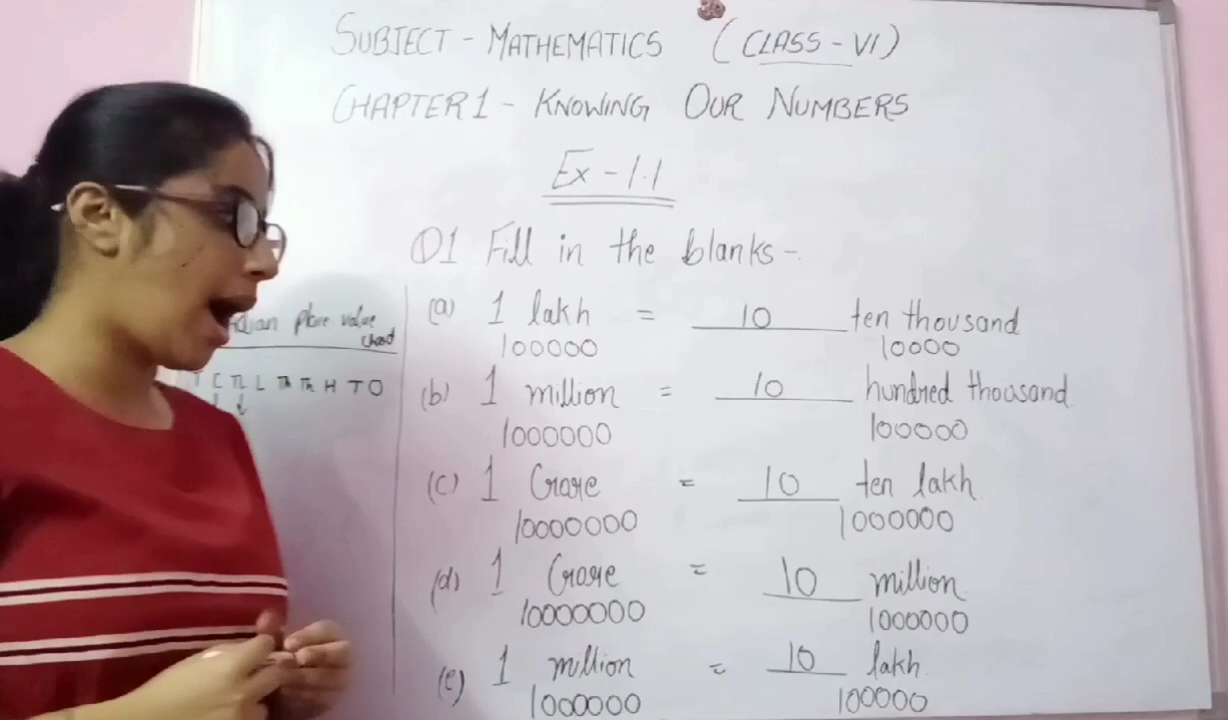 SUBJECT - MATHEMATICS (CLASS - VI)
CHAPTER 1 - KNOWING OUR NUMBERS
Ex - 1.1
Q1 Fill in the blanks -
(a) 1 lakh = 10 ten thousand
100000 10000
(b) 1 million = 10 hundred thousand
1000000 100000
(c) 1 Crore = 10 ten lakh
10000000 1000000
(d) 1 Crore = 10 million
10000000 1000000
(e) 1 million = 10 lakh
1000000 100000
place value
chart
C TL L TTh Th H T O